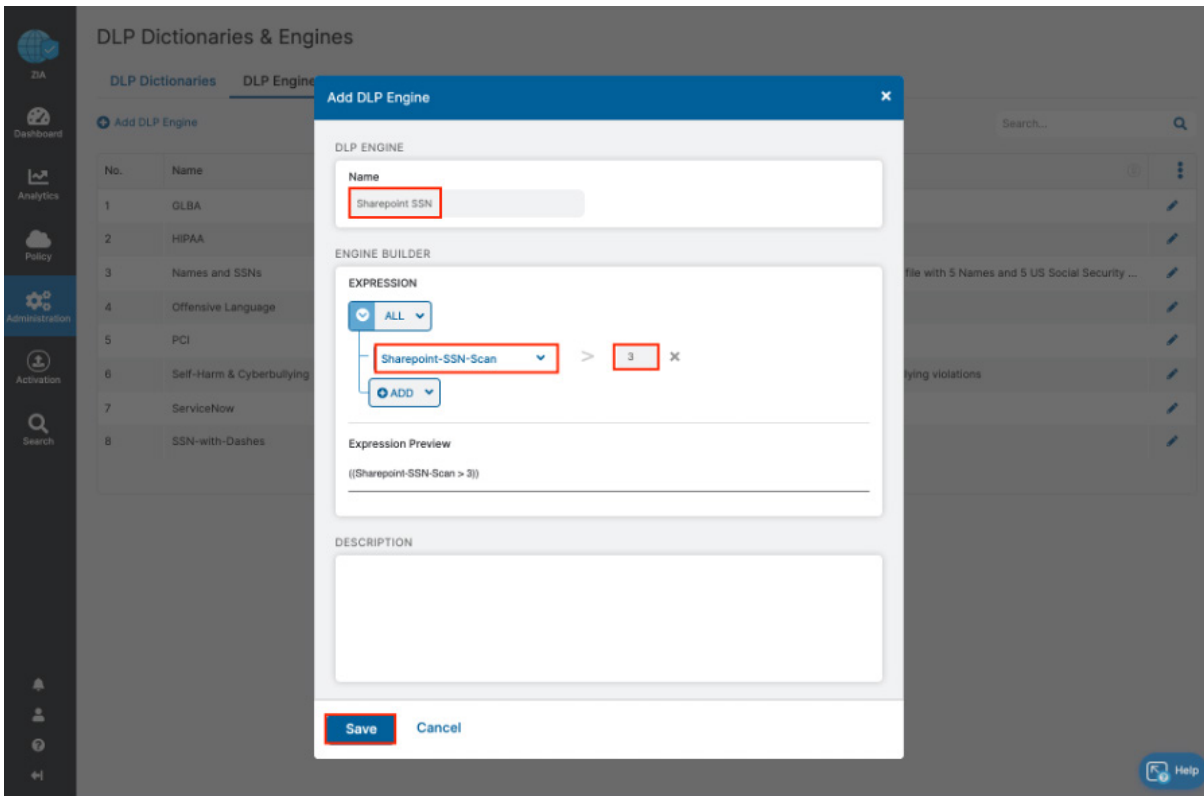 DLP Dictionaries & Engines
ZIA
DLP Dictionaries DLP Engine
Add DLP Engine ×
Dashboard
Add DLP Engine
Search...
DLP ENGINE
No. Name
Name
Analytics
Sharepoint SSN
1 GLBA
2 HIPAA
Policy
ENGINE BUILDER
3 Names and SSNs
file with 5 Names and 5 US Social Security ...
EXPRESSION
Administration
4 Offensive Language
ALL
5 PCI
Sharepoint-SSN-Scan > 3 ×
Activation
6 Self-Harm & Cyberbullying
lying violations
ADD
7 ServiceNow
Search
8 SSN-with-Dashes
Expression Preview
((Sharepoint-SSN-Scan > 3))
DESCRIPTION
Save Cancel
Help